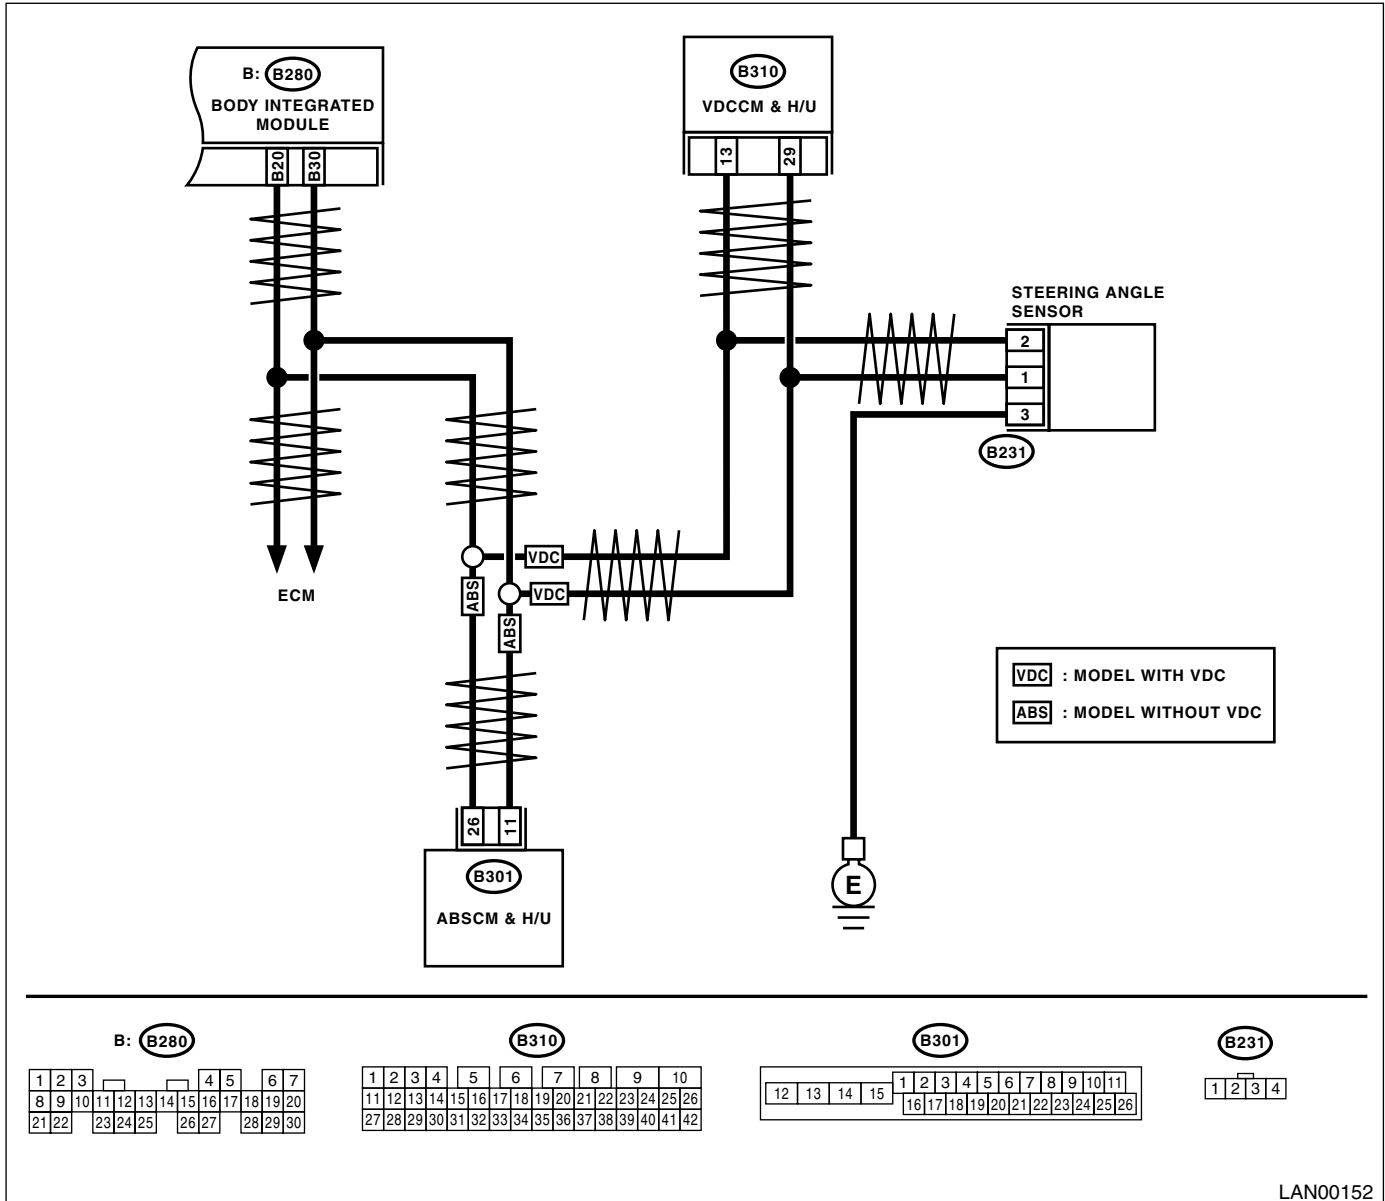 B: B280
BODY INTEGRATED
MODULE
B20 B30
B310
VDCCM & H/U
13 29
STEERING ANGLE
SENSOR
2
1
3
B231
ECM
VDC
VDC
ABS
ABS
VDC : MODEL WITH VDC
ABS : MODEL WITHOUT VDC
26 11
B301
ABSCM & H/U
E
B: B280
1 2 3 4 5 6 7
8 9 10 11 12 13 14 15 16 17 18 19 20
21 22 23 24 25 26 27 28 29 30
B310
1 2 3 4 5 6 7 8 9 10
11 12 13 14 15 16 17 18 19 20 21 22 23 24 25 26
27 28 29 30 31 32 33 34 35 36 37 38 39 40 41 42
B301
12 13 14 15 1 2 3 4 5 6 7 8 9 10 11
16 17 18 19 20 21 22 23 24 25 26
B231
1 2 3 4
LAN00152